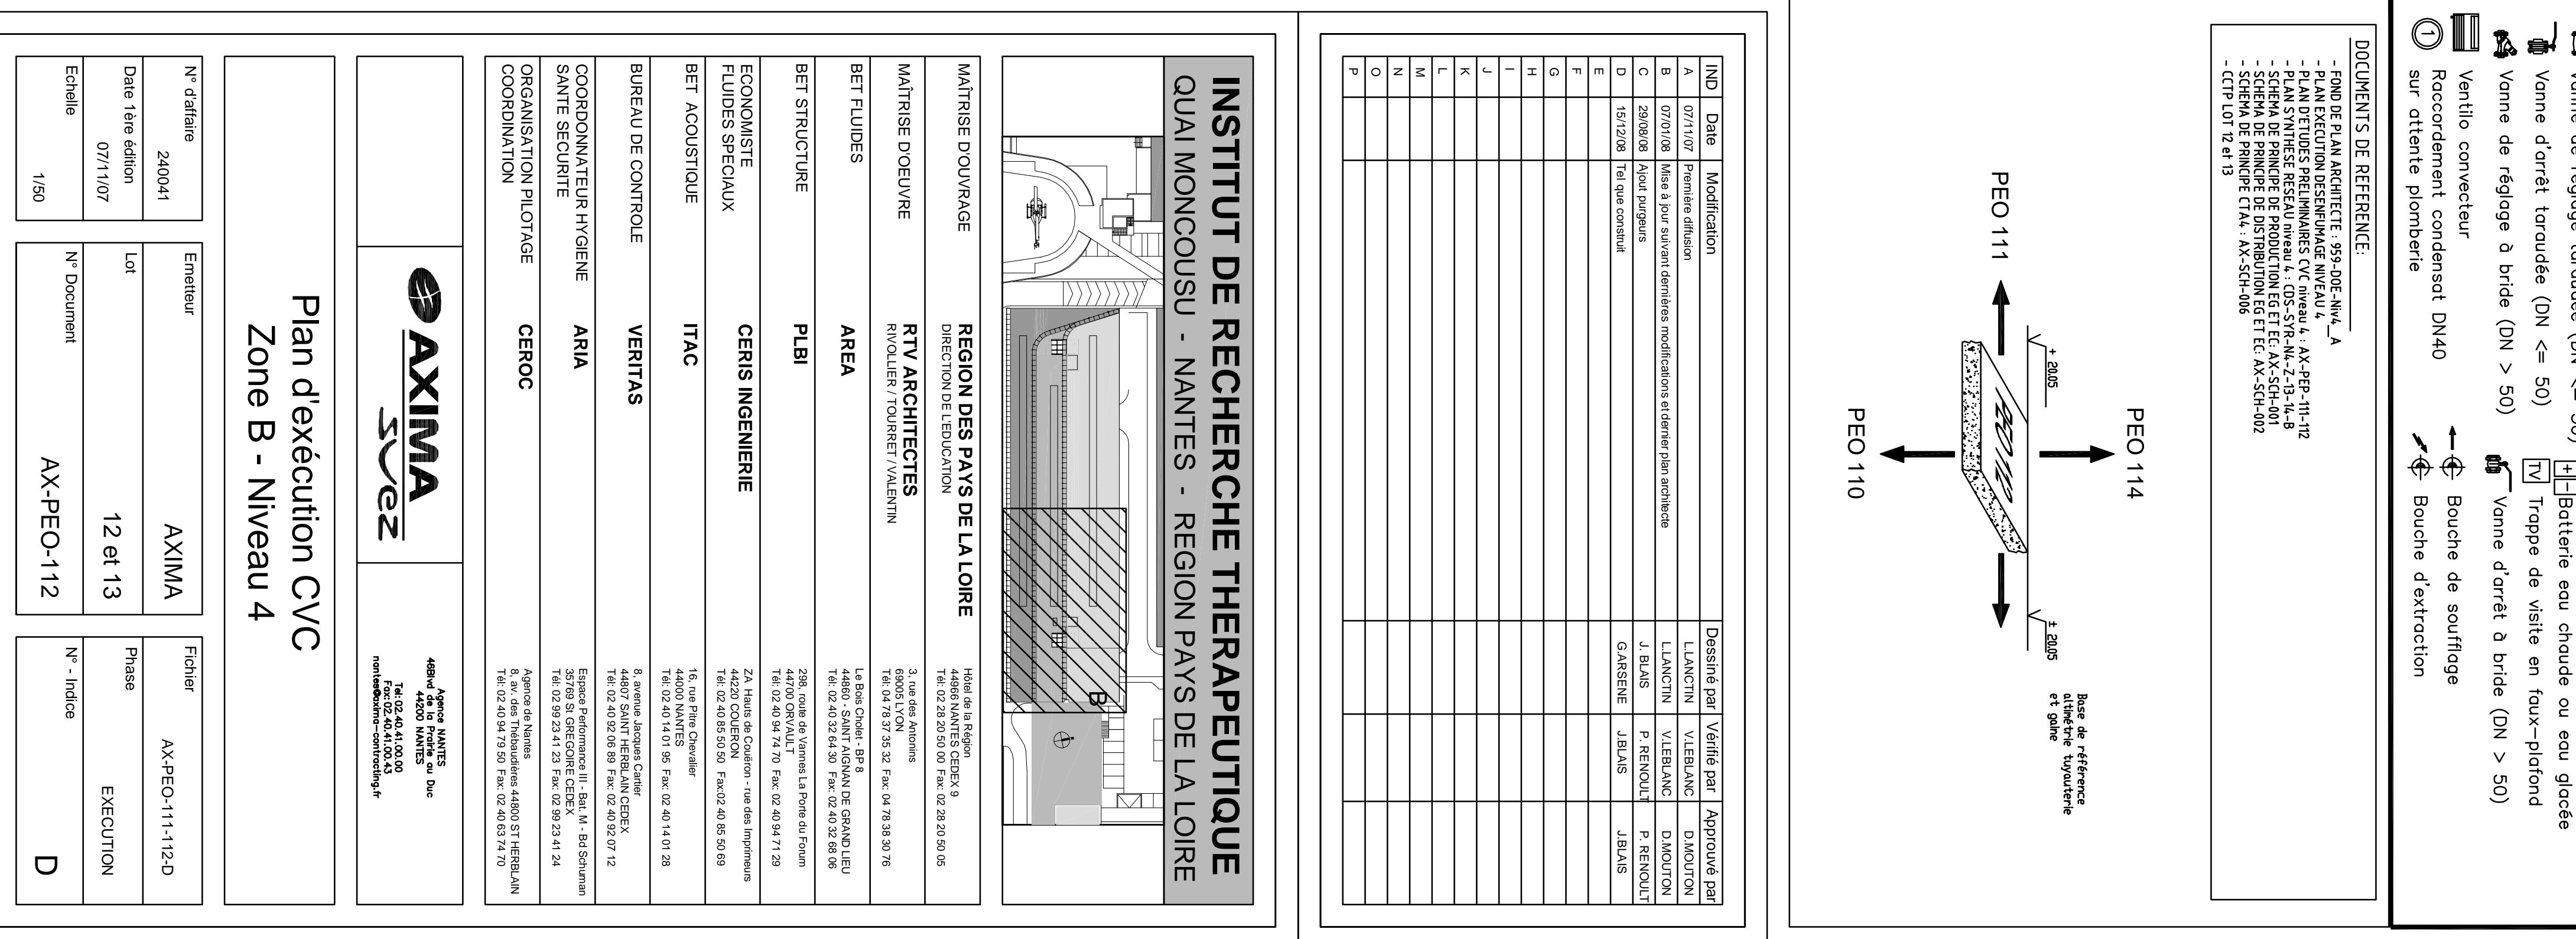 Vanne d'arrêt taraudée (DN <= 50)
Vanne de réglage à bride (DN > 50)
Ventilo convecteur
1 Raccordement condensat DN40
sur attente plomberie
+ - Batterie eau chaude ou eau glacée
TV Trappe de visite en faux-plafond
Vanne d'arrêt à bride (DN > 50)
Bouche de soufflage
Bouche d'extraction
DOCUMENTS DE REFERENCE:
- FOND DE PLAN ARCHITECTE : 959-DOE-Niv4_A
- PLAN EXECUTION DESENFUMAGE NIVEAU 4
- PLAN D'ETUDES PRELIMINAIRES CVC niveau 4 : AX-PEP-111-112
- PLAN SYNTHESE RESEAU niveau 4 : CDS-SYR-N4-Z-13-14-B
- SCHEMA DE PRINCIPE DE PRODUCTION EG ET EC: AX-SCH-001
- SCHEMA DE PRINCIPE DE DISTRIBUTION EG ET EC: AX-SCH-002
- SCHEMA DE PRINCIPE CTA4 : AX-SCH-006
- CCTP LOT 12 et 13
PEO 114
PEO 111
PEO 110
+ 20.05
± 20.05
Base de référence
altimétrie tuyauterie
et gaine
IND Date Modification Dessiné par Vérifié par Approuvé par
A 07/11/07 Première diffusion L.LANCTIN V.LEBLANC D.MOUTON
B 07/01/08 Mise à jour suivant dernières modifications et dernier plan architecte L.LANCTIN V.LEBLANC D.MOUTON
C 29/08/08 Ajout purgeurs J. BLAIS P. RENOULT P. RENOULT
D 15/12/08 Tel que construit G.ARSENE J.BLAIS J.BLAIS
E
F
G
H
I
J
K
L
M
N
O
P
INSTITUT DE RECHERCHE THERAPEUTIQUE
QUAI MONCOUSU - NANTES - REGION PAYS DE LA LOIRE
B
MAÎTRISE D'OUVRAGE
REGION DES PAYS DE LA LOIRE
DIRECTION DE L'EDUCATION
Hôtel de la Région
44966 NANTES CEDEX 9
Tél: 02 28 20 50 00 Fax: 02 28 20 50 05
MAÎTRISE D'OEUVRE
RTV ARCHITECTES
RIVOLLIER / TOURRET / VALENTIN
3, rue des Antonins
69005 LYON
Tél: 04 78 37 35 32 Fax: 04 78 38 30 76
BET FLUIDES
AREA
Le Bois Cholet - BP 8
44860 - SAINT AIGNAN DE GRAND LIEU
Tél: 02 40 32 64 30 Fax: 02 40 32 68 06
BET STRUCTURE
PLBI
298, route de Vannes La Porte du Forum
44700 ORVAULT
Tél: 02 40 94 74 70 Fax: 02 40 94 71 29
ECONOMISTE
FLUIDES SPECIAUX
CERIS INGENIERIE
ZA Hauts de Couëron - rue des Imprimeurs
44220 COUERON
Tél: 02 40 85 50 50 Fax:02 40 85 50 69
BET ACOUSTIQUE
ITAC
16, rue Pitre Chevalier
44000 NANTES
Tél: 02 40 14 01 95 Fax: 02 40 14 01 28
BUREAU DE CONTROLE
VERITAS
8, avenue Jacques Cartier
44807 SAINT HERBLAIN CEDEX
Tél: 02 40 92 06 89 Fax: 02 40 92 07 12
COORDONNATEUR HYGIENE
SANTE SECURITE
ARIA
Espace Performance III - Bat. M - Bd Schuman
35769 St GREGOIRE CEDEX
Tél: 02 99 23 41 23 Fax: 02 99 23 41 24
ORGANISATION PILOTAGE
COORDINATION
CEROC
Agence de Nantes
8, av. des Thébaudières 44800 ST HERBLAIN
Tél: 02 40 94 79 50 Fax: 02 40 63 74 70
AXIMA
SUEZ
Agence NANTES
46Blvd de la Prairie au Duc
44200 NANTES
Tel:02.40.41.00.00
Fax:02.40.41.00.43
nantes@axima-contracting.fr
Plan d'exécution CVC
Zone B - Niveau 4
N° d'affaire
240041
Emetteur
AXIMA
Fichier
AX-PEO-111-112-D
Date 1ère édition
07/11/07
Lot
12 et 13
Phase
EXECUTION
Echelle
1/50
N° Document
AX-PEO-112
N° - Indice
D